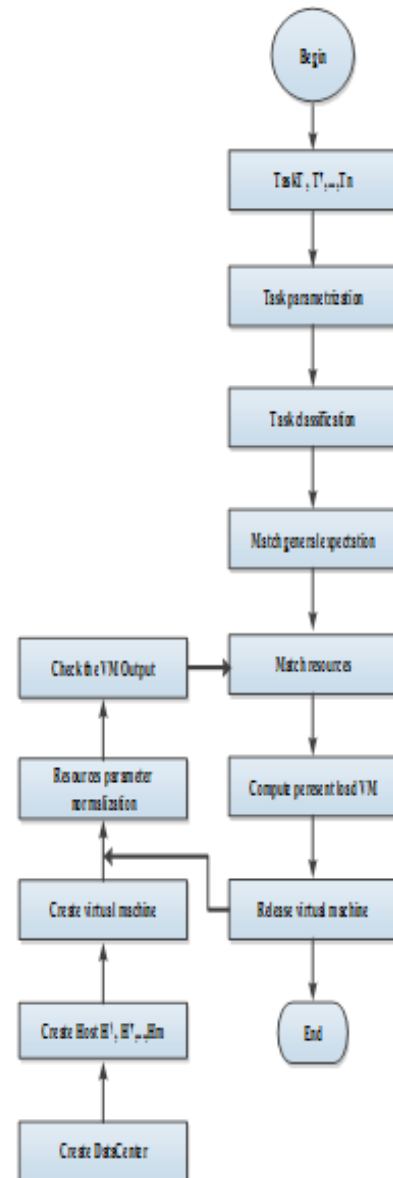 Begin
Task T, T',...,Tn
Task parametrization
Task classification
Match general expectation
Match resources
Check the VM Output
Resources parameter
normalization
Compute peresent load VM
Create virtual machine
Release virtual machine
Create Host H', H',...,Hm
End
Create DataCenter